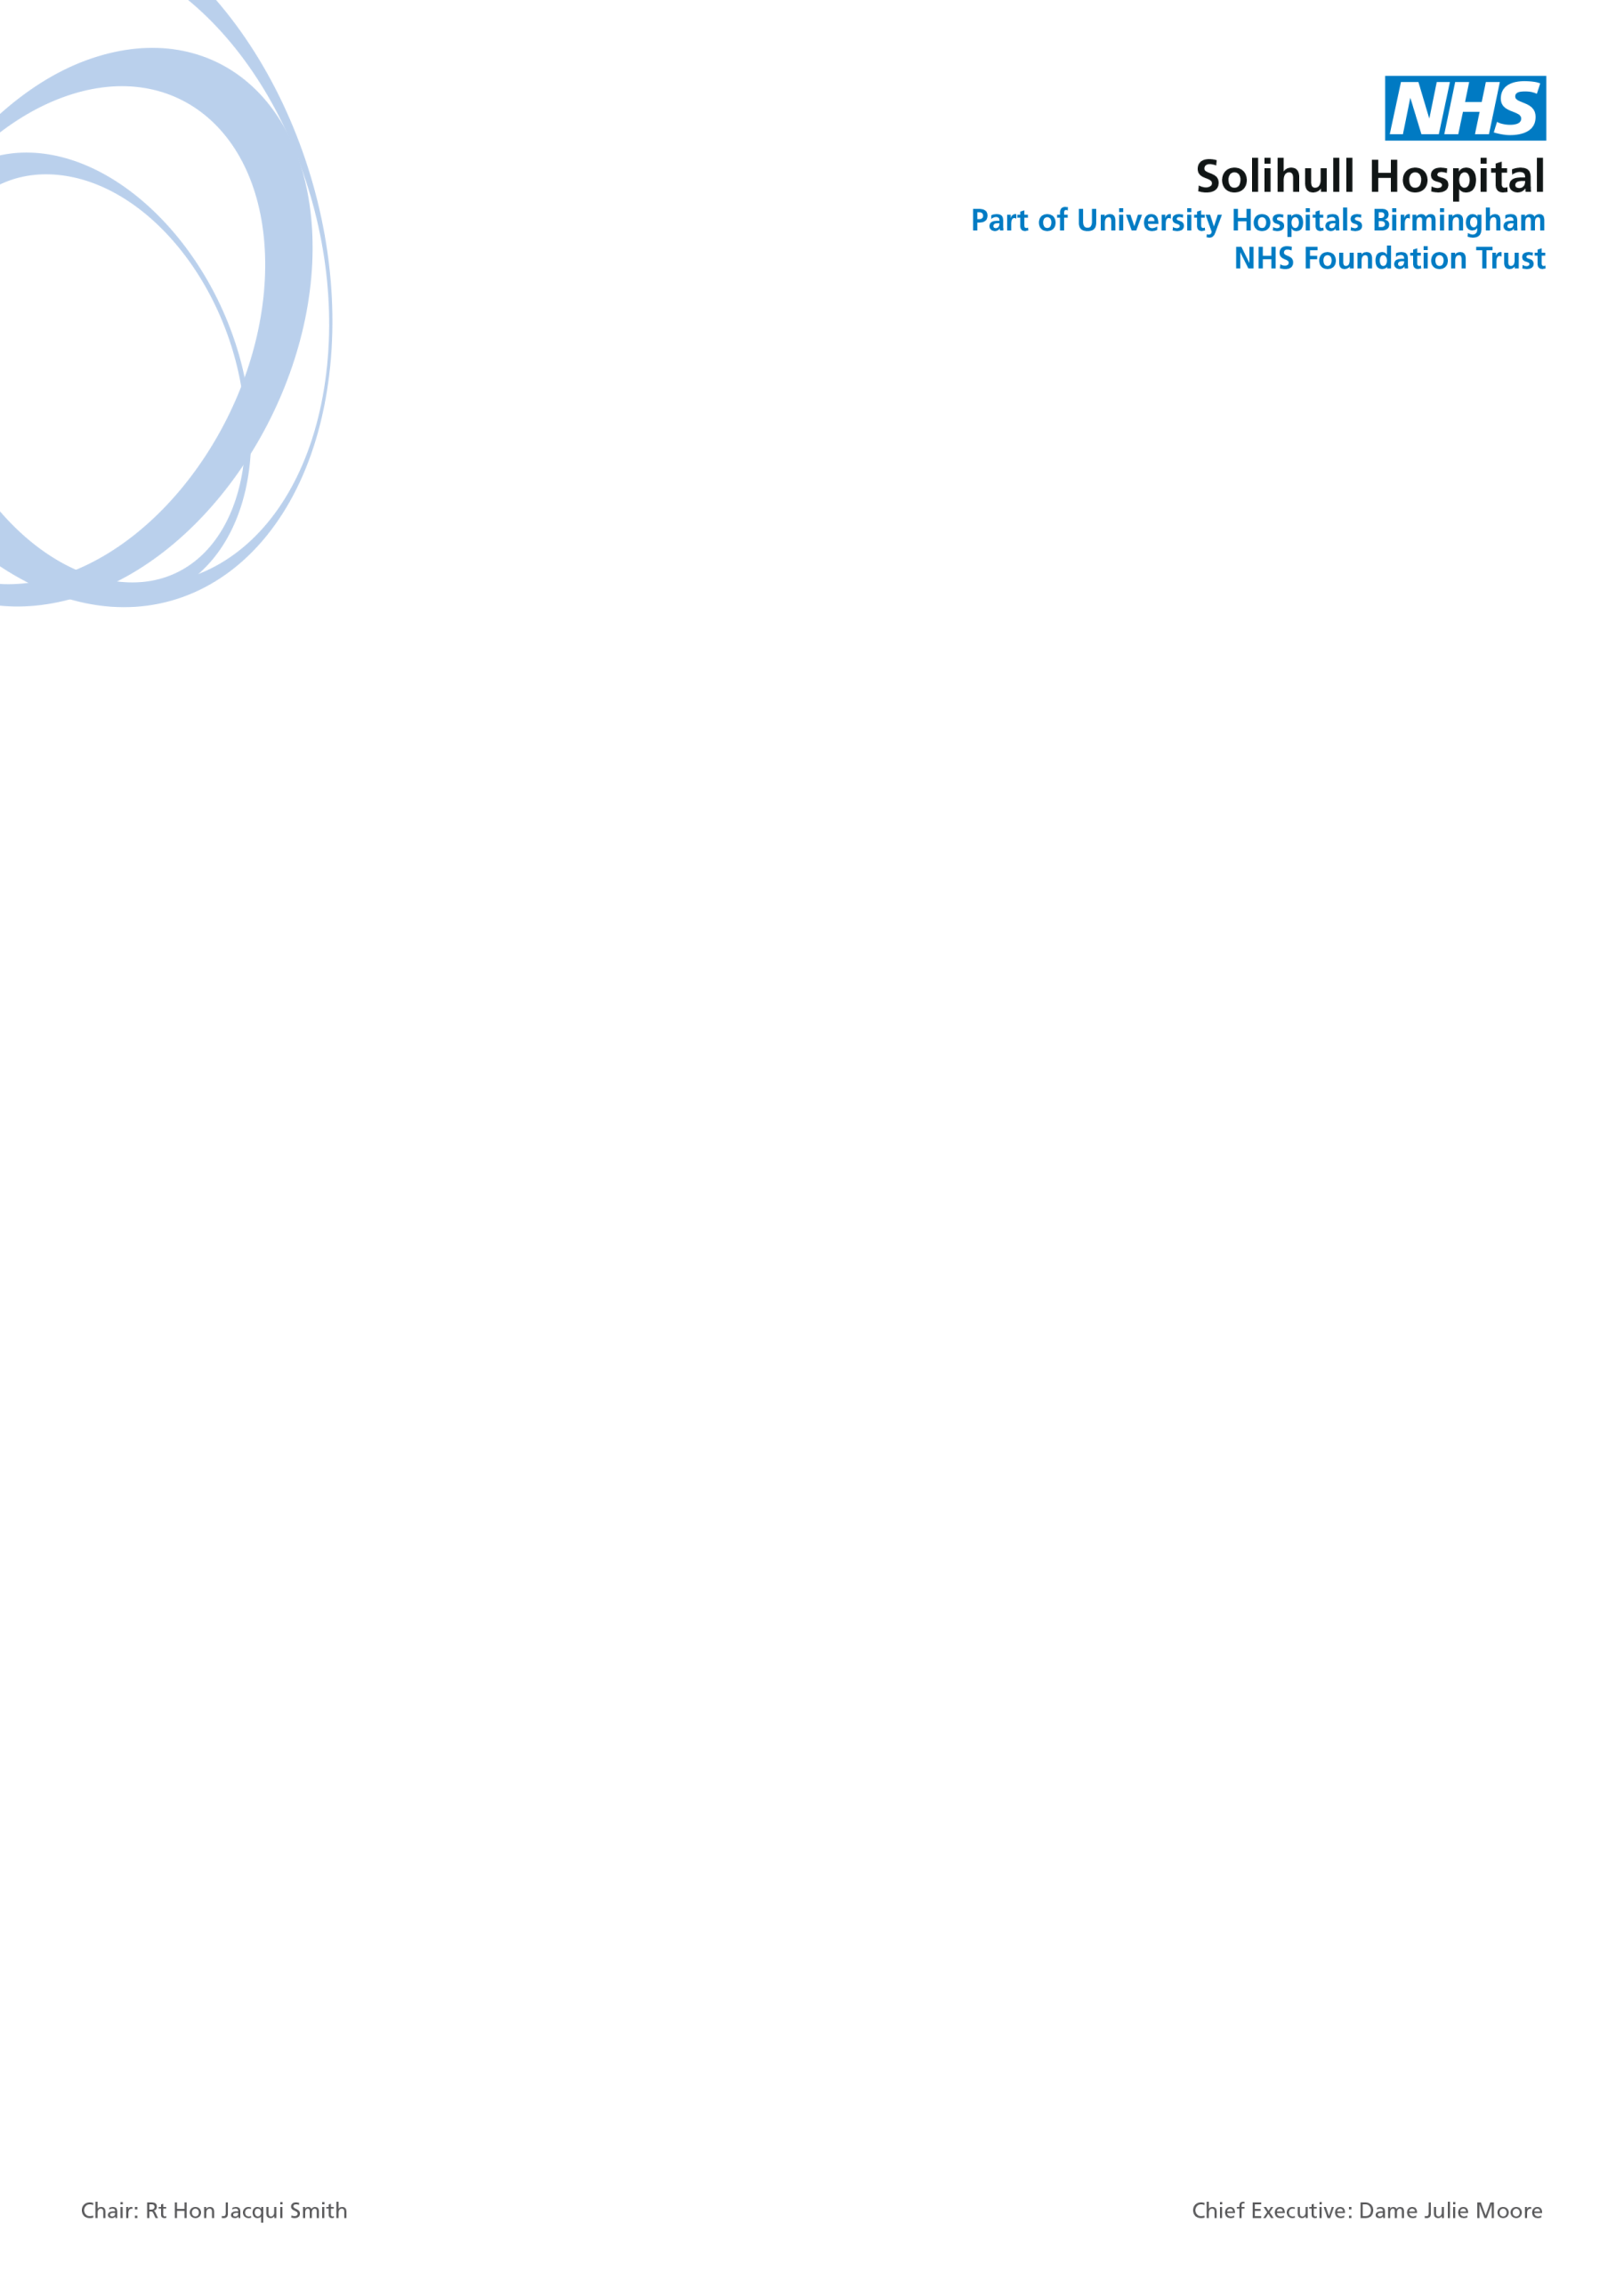 NHS
Solihull Hospital
Part of University Hospitals Birmingham
NHS Foundation Trust
Chair: Rt Hon Jacqui Smith
Chief Executive: Dame Julie Moore